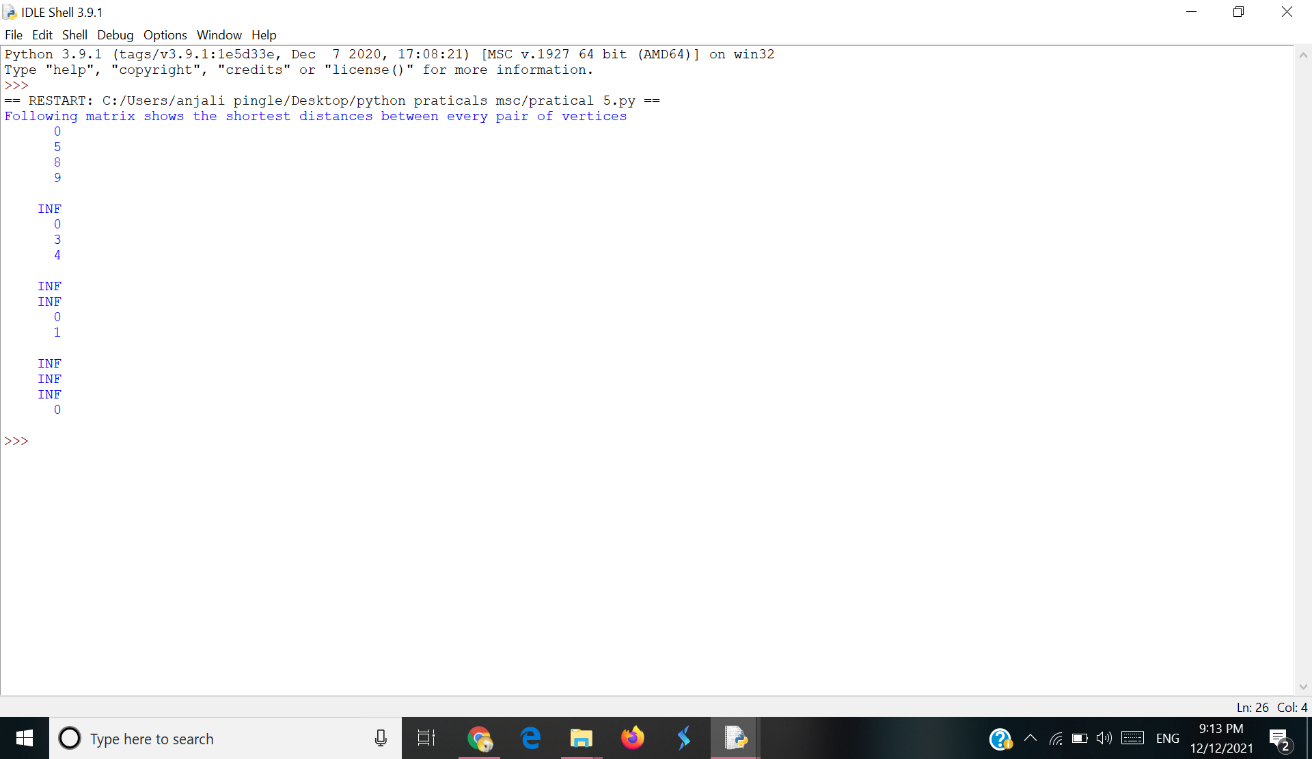 IDLE Shell 3.9.1
File Edit Shell Debug Options Window Help
Python 3.9.1 (tags/v3.9.1:1e5d33e, Dec  7 2020, 17:08:21) [MSC v.1927 64 bit (AMD64)] on win32
Type "help", "copyright", "credits" or "license()" for more information.
>>>
== RESTART: C:/Users/anjali pingle/Desktop/python praticals msc/pratical 5.py ==
Following matrix shows the shortest distances between every pair of vertices
0
5
8
9
INF
0
3
4
INF
INF
0
1
INF
INF
INF
0
>>>
Ln: 26 Col: 4
Type here to search
ENG
9:13 PM
12/12/2021
2